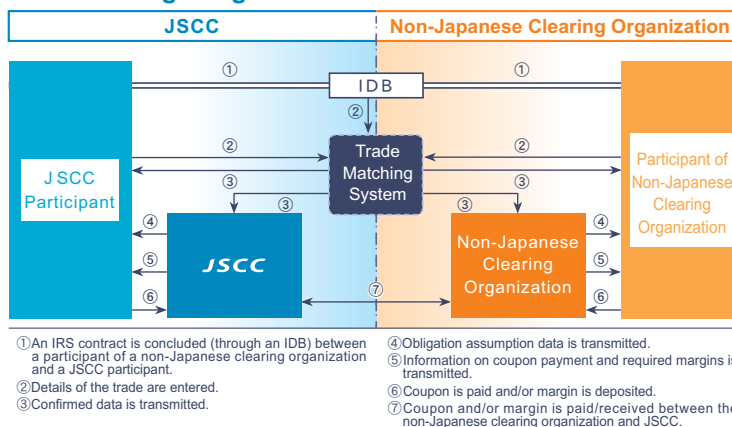 JSCC
Non-Japanese Clearing Organization
① ①
IDB
②
② ②
Trade
Matching
System
JSCC
Participant
Participant of
Non-Japanese
Clearing
Organization
③ ③
③ ③
④ ④
JSCC
Non-Japanese
Clearing
Organization
⑤ ⑤
⑦
⑥ ⑥
①An IRS contract is concluded (through an IDB) between
a participant of a non-Japanese clearing organization
and a JSCC participant.
②Details of the trade are entered.
③Confirmed data is transmitted.
④Obligation assumption data is transmitted.
⑤Information on coupon payment and required margins is
transmitted.
⑥Coupon is paid and/or margin is deposited.
⑦Coupon and/or margin is paid/received between the
non-Japanese clearing organization and JSCC.